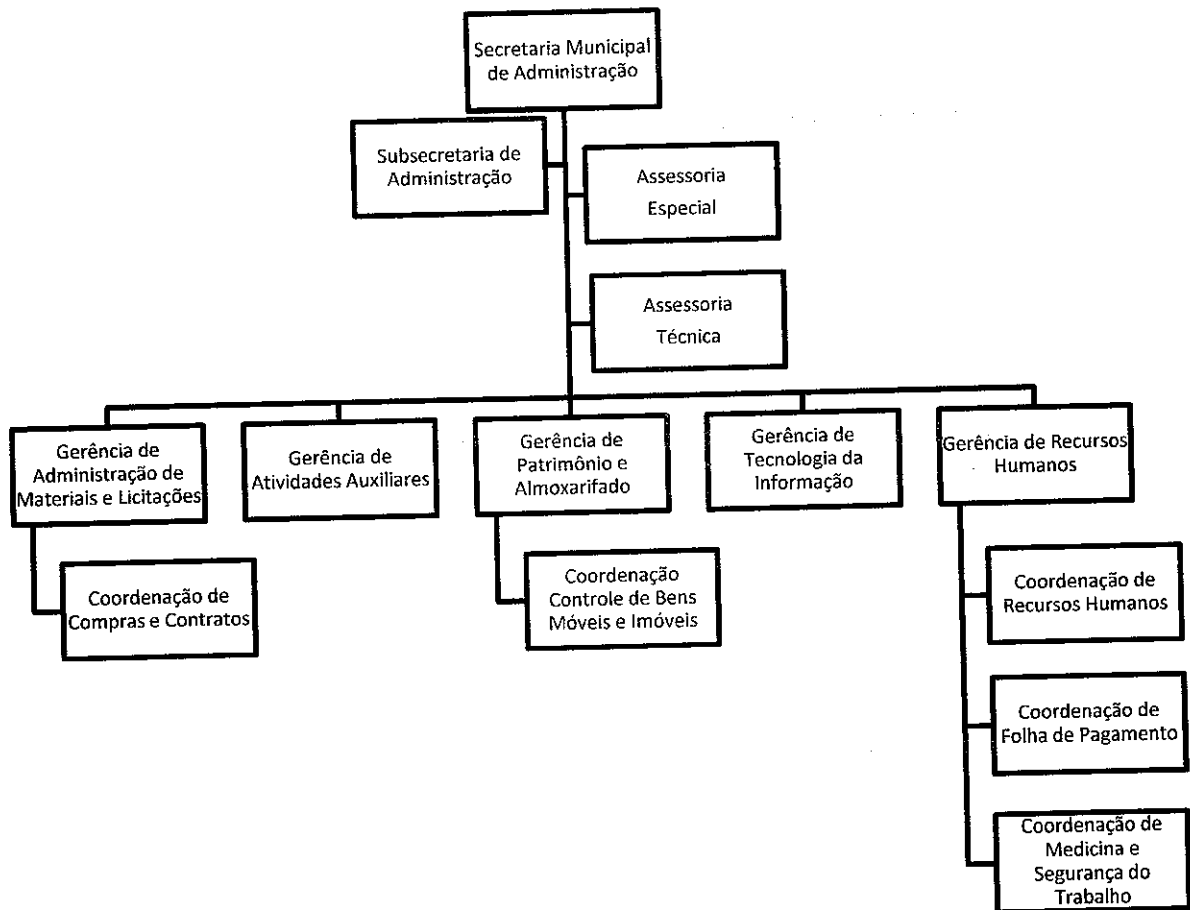 Secretaria Municipal
de Administração
Subsecretaria de
Administração
Assessoria
Especial
Assessoria
Técnica
Gerência de
Administração de
Materiais e Licitações
Gerência de
Atividades Auxiliares
Gerência de
Patrimônio e
Almoxarifado
Gerência de
Tecnologia da
Informação
Gerência de Recursos
Humanos
Coordenação de
Compras e Contratos
Coordenação
Controle de Bens
Móveis e Imóveis
Coordenação de
Recursos Humanos
Coordenação de
Folha de Pagamento
Coordenação de
Medicina e
Segurança do
Trabalho